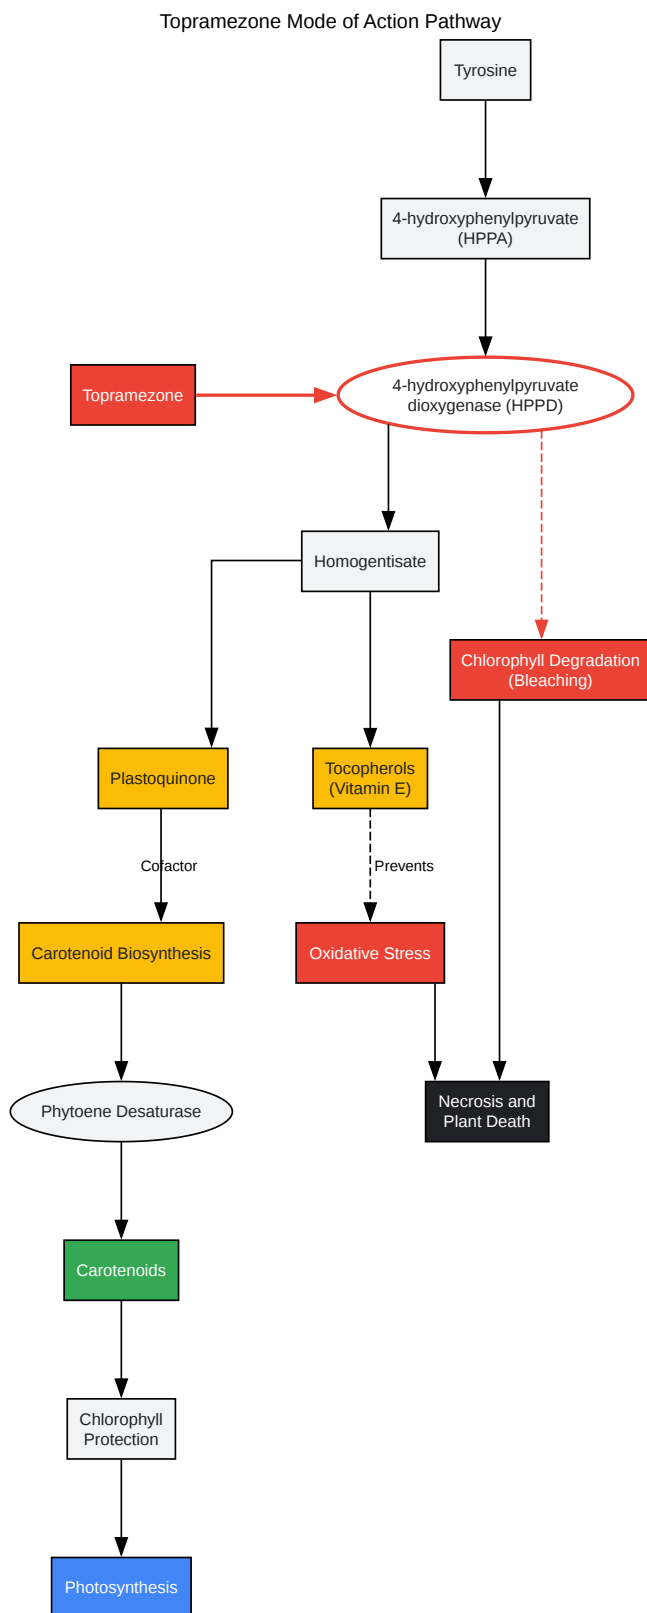 Topramezone Mode of Action Pathway
Tyrosine
4-hydroxyphenylpyruvate
(HPPA)
Topramezone
4-hydroxyphenylpyruvate
dioxygenase (HPPD)
Homogentisate
Chlorophyll Degradation
(Bleaching)
Plastoquinone
Tocopherols
(Vitamin E)
Cofactor
Prevents
Carotenoid Biosynthesis
Oxidative Stress
Phytoene Desaturase
Necrosis and
Plant Death
Carotenoids
Chlorophyll
Protection
Photosynthesis